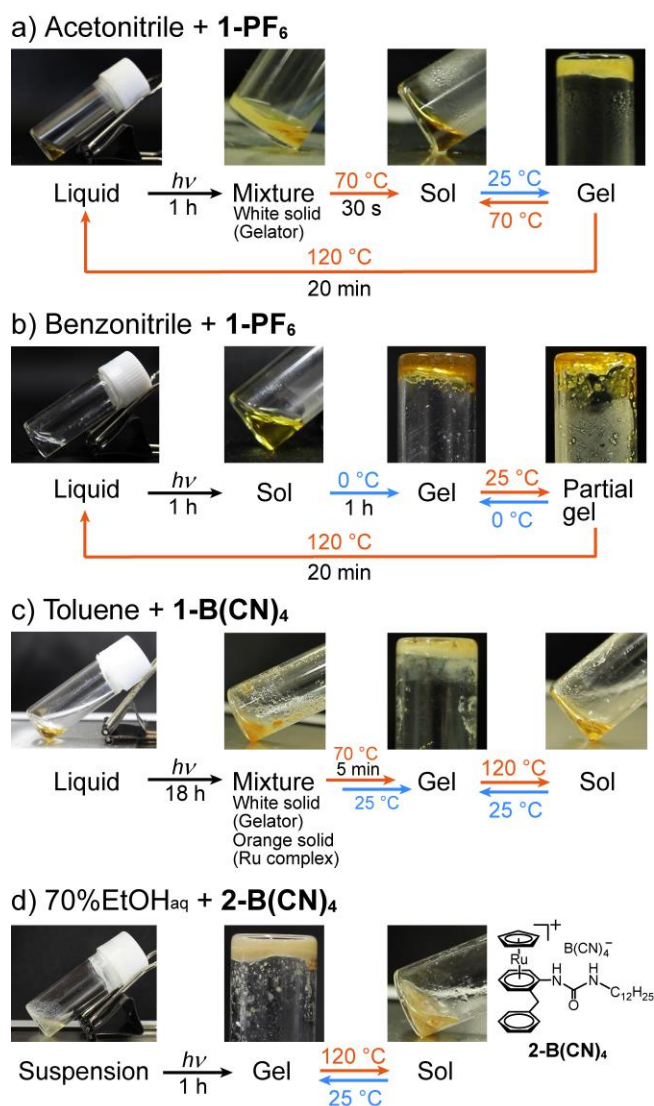 a) Acetonitrile + 1-PF6
Liquid
hν
1 h
Mixture
White solid
(Gelator)
70 °C
30 s
Sol
25 °C
70 °C
Gel
120 °C
20 min
b) Benzonitrile + 1-PF6
Liquid
hν
1 h
Sol
0 °C
1 h
Gel
25 °C
0 °C
Partial
gel
120 °C
20 min
c) Toluene + 1-B(CN)4
Liquid
hν
18 h
Mixture
White solid
(Gelator)
Orange solid
(Ru complex)
70 °C
5 min
25 °C
Gel
120 °C
25 °C
Sol
d) 70%EtOHaq + 2-B(CN)4
Suspension
hν
1 h
Gel
120 °C
25 °C
Sol
+
B(CN)4−
Ru
H
N
H
N
C12H25
O
2-B(CN)4